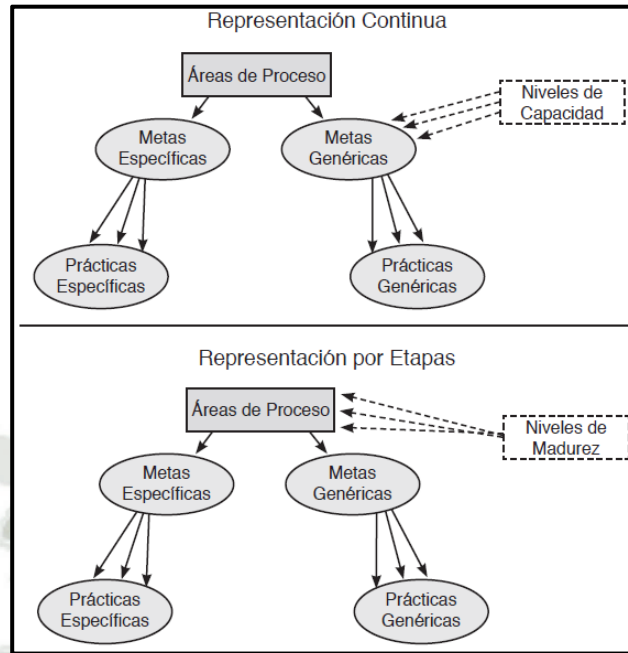 Representación Continua
Áreas de Proceso
Niveles de
Capacidad
Metas
Específicas
Metas
Genéricas
Prácticas
Específicas
Prácticas
Genéricas
Representación por Etapas
Áreas de Proceso
Niveles de
Madurez
Metas
Específicas
Metas
Genéricas
Prácticas
Específicas
Prácticas
Genéricas